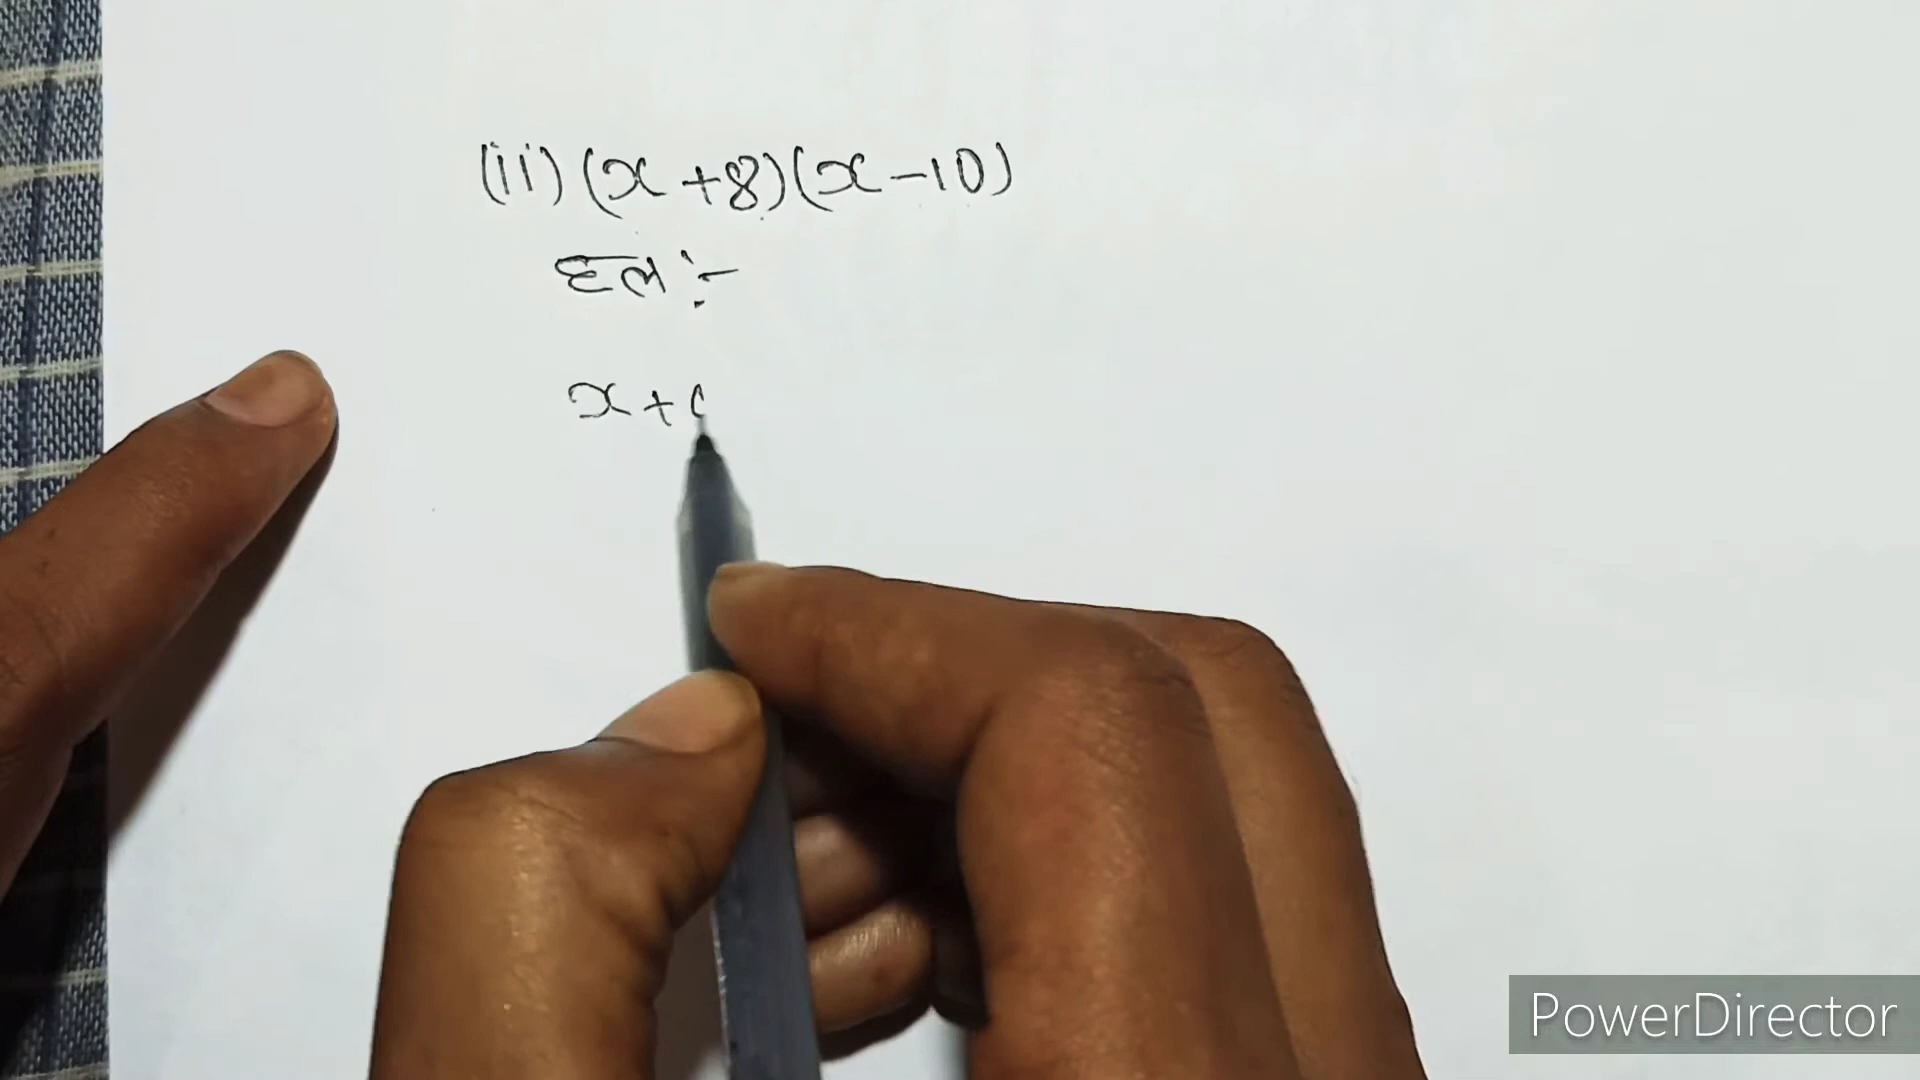 (ii) (x+8)(x-10)
हल :-
x +
PowerDirector